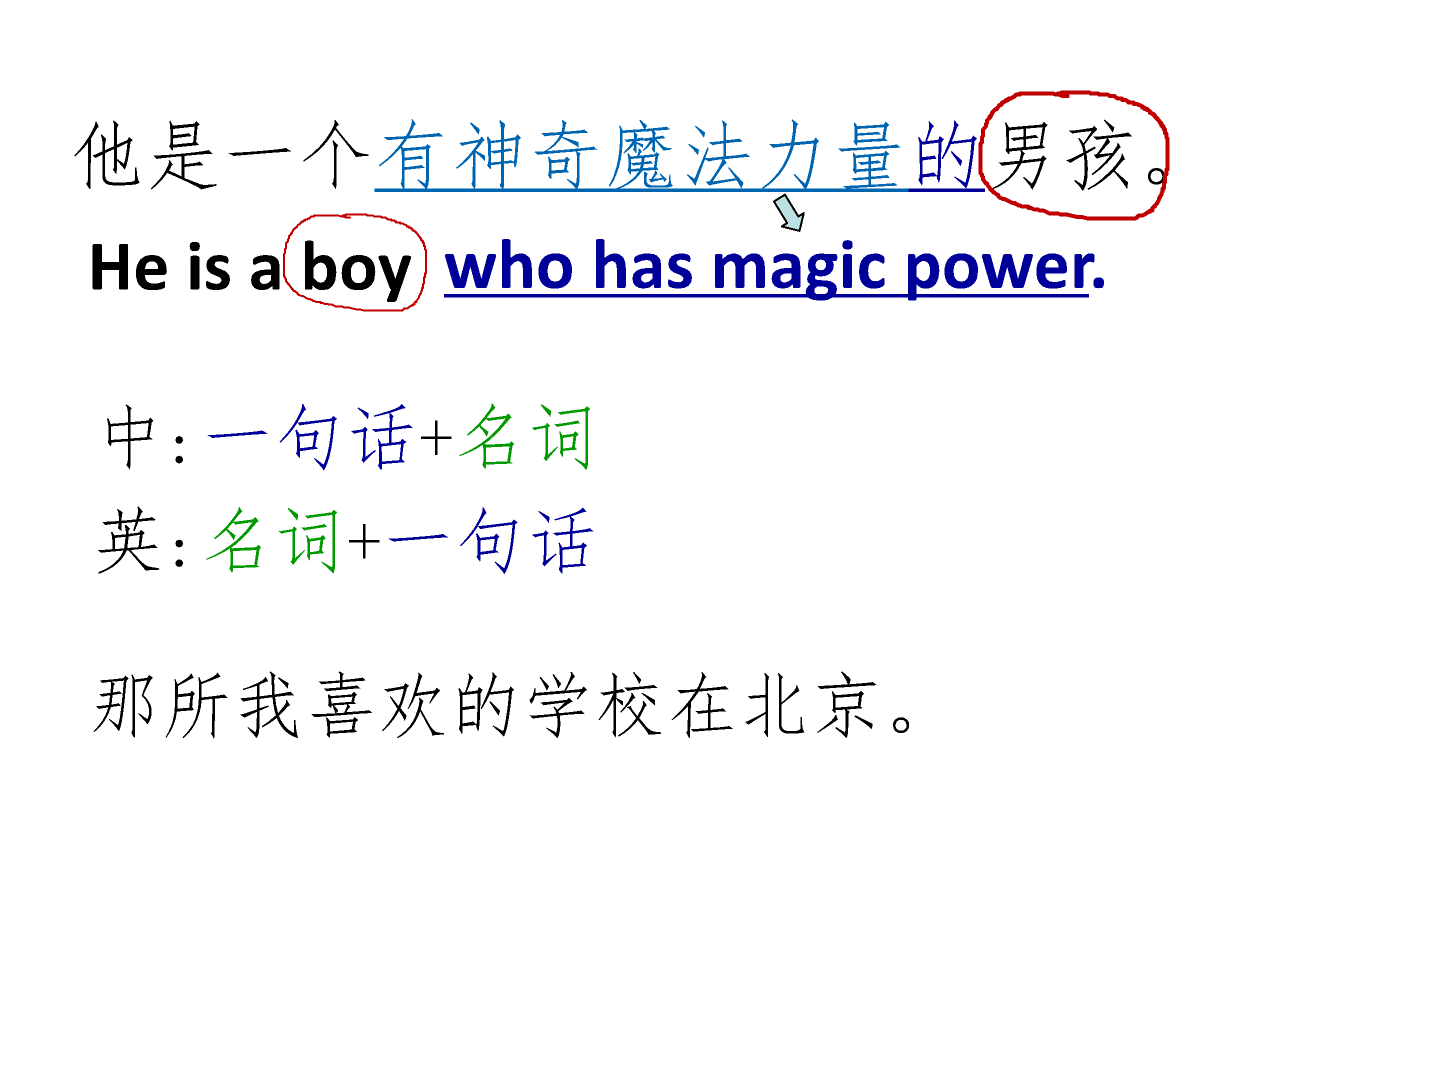 他是一个有神奇魔法力量的男孩。
He is a boy who has magic power.
中:一句话+名词
英:名词+一句话
那所我喜欢的学校在北京。